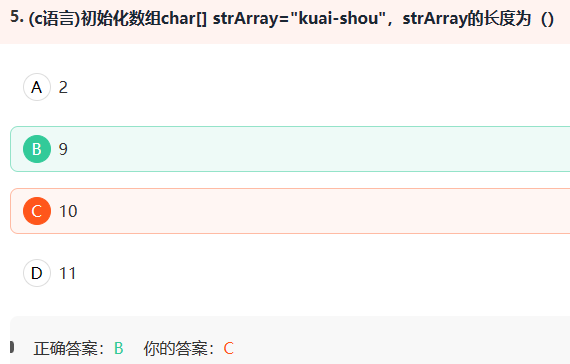 5. (c语言)初始化数组char[] strArray="kuai-shou"，strArray的长度为（）
A 2
B 9
C 10
D 11
正确答案：B 你的答案：C